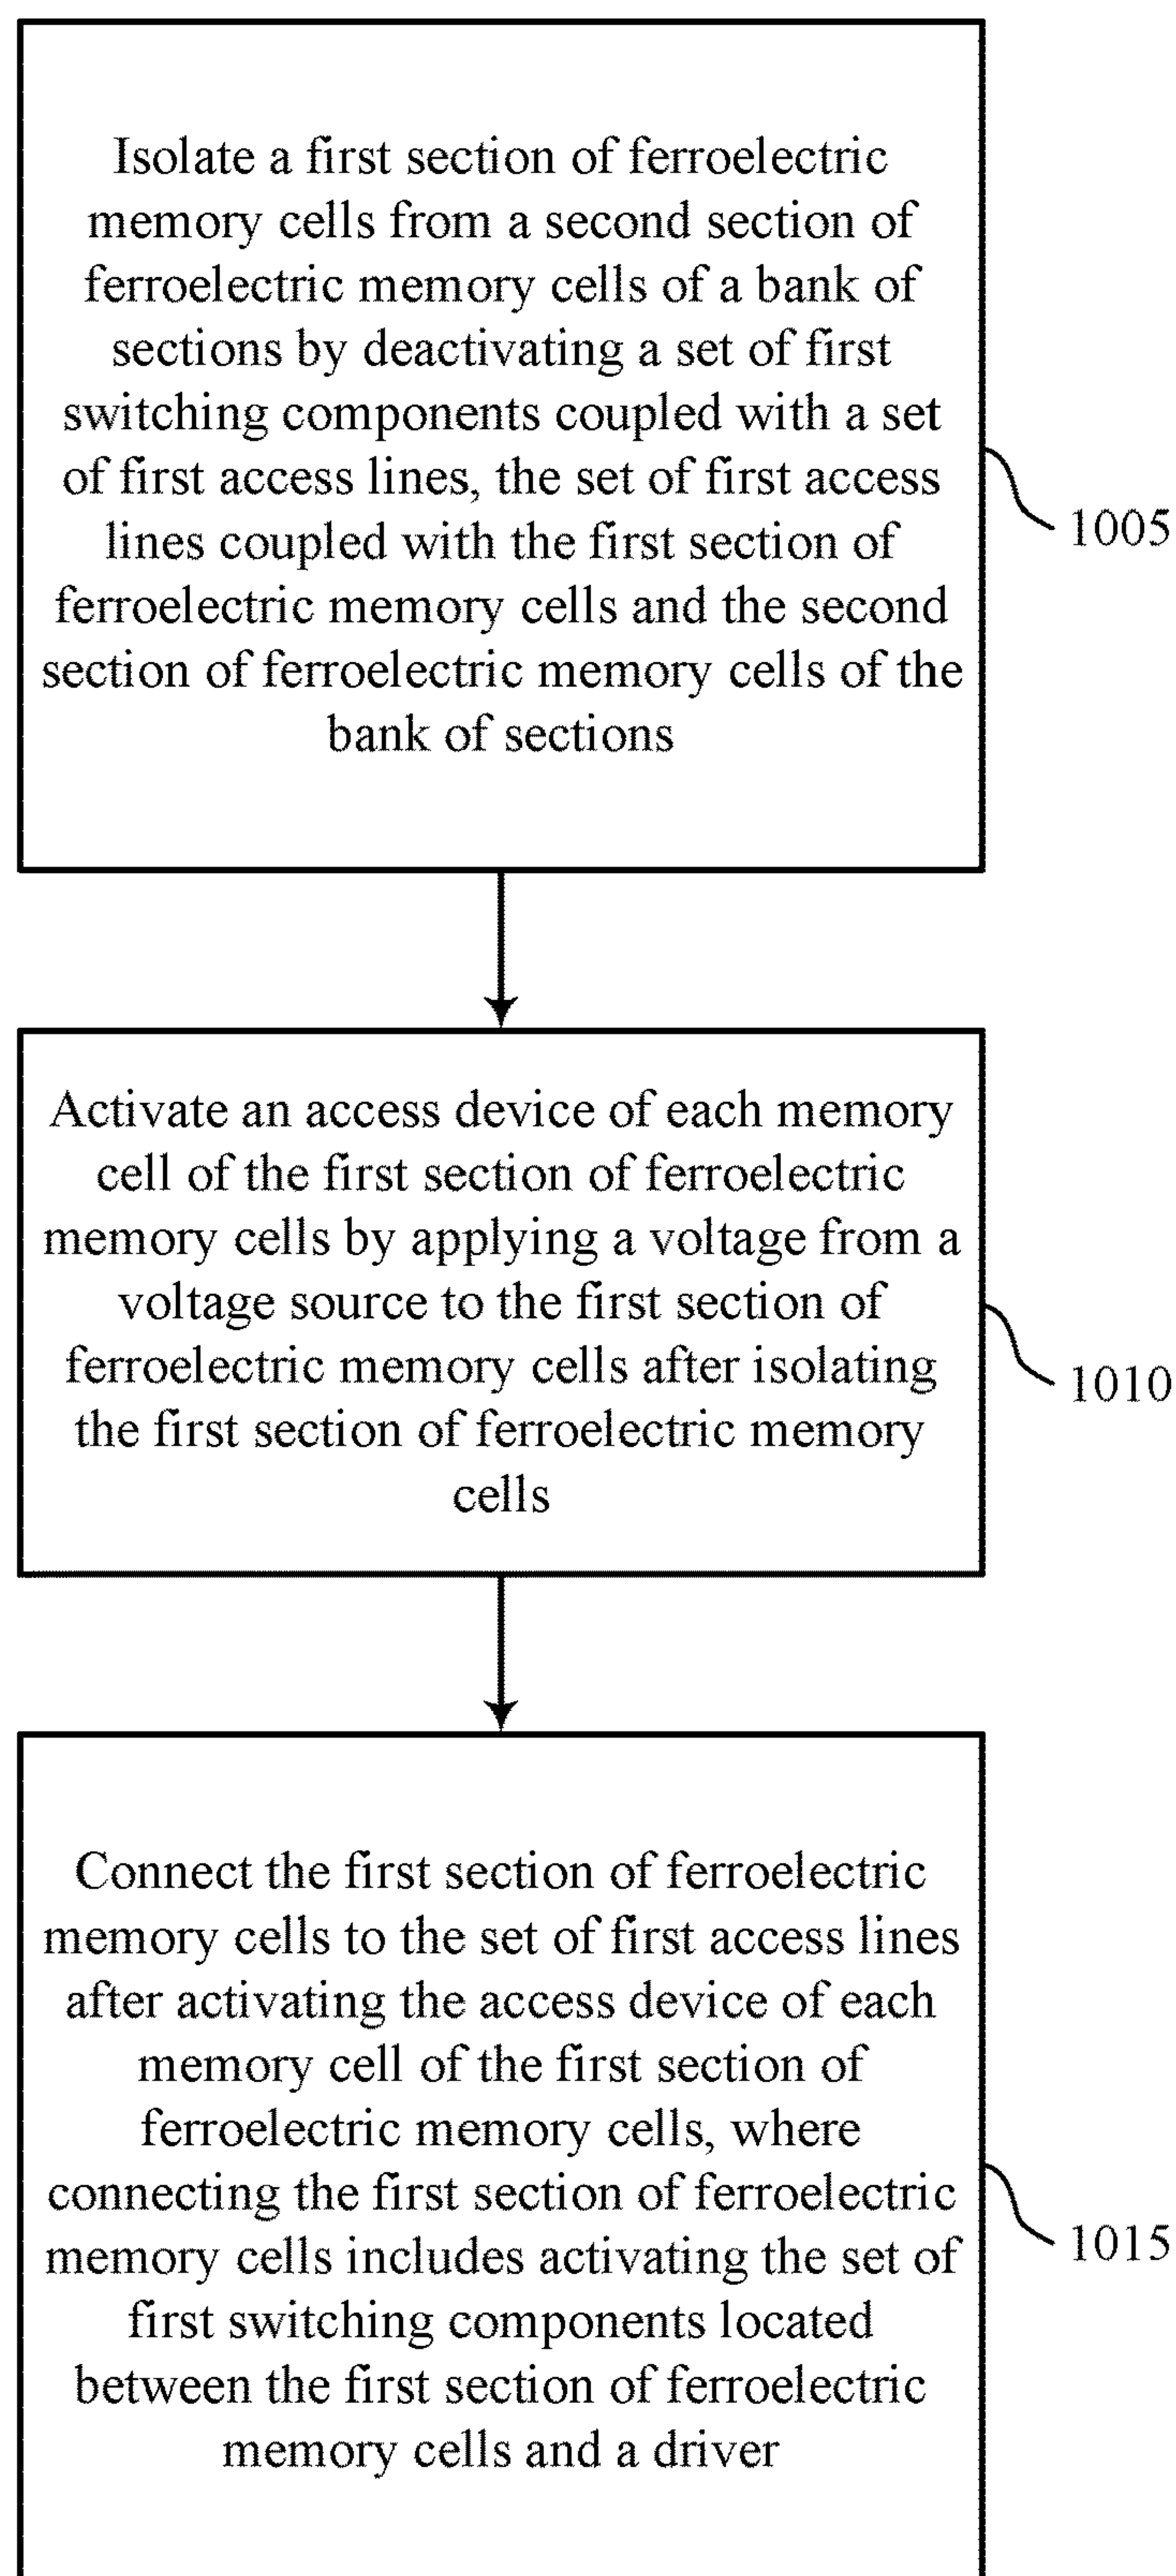 Isolate a first section of ferroelectric
memory cells from a second section of
ferroelectric memory cells of a bank of
sections by deactivating a set of first
switching components coupled with a set
of first access lines, the set of first access
lines coupled with the first section of
ferroelectric memory cells and the second
section of ferroelectric memory cells of the
bank of sections
1005
Activate an access device of each memory
cell of the first section of ferroelectric
memory cells by applying a voltage from a
voltage source to the first section of
ferroelectric memory cells after isolating
the first section of ferroelectric memory
cells
1010
Connect the first section of ferroelectric
memory cells to the set of first access lines
after activating the access device of each
memory cell of the first section of
ferroelectric memory cells, where
connecting the first section of ferroelectric
memory cells includes activating the set of
first switching components located
between the first section of ferroelectric
memory cells and a driver
1015